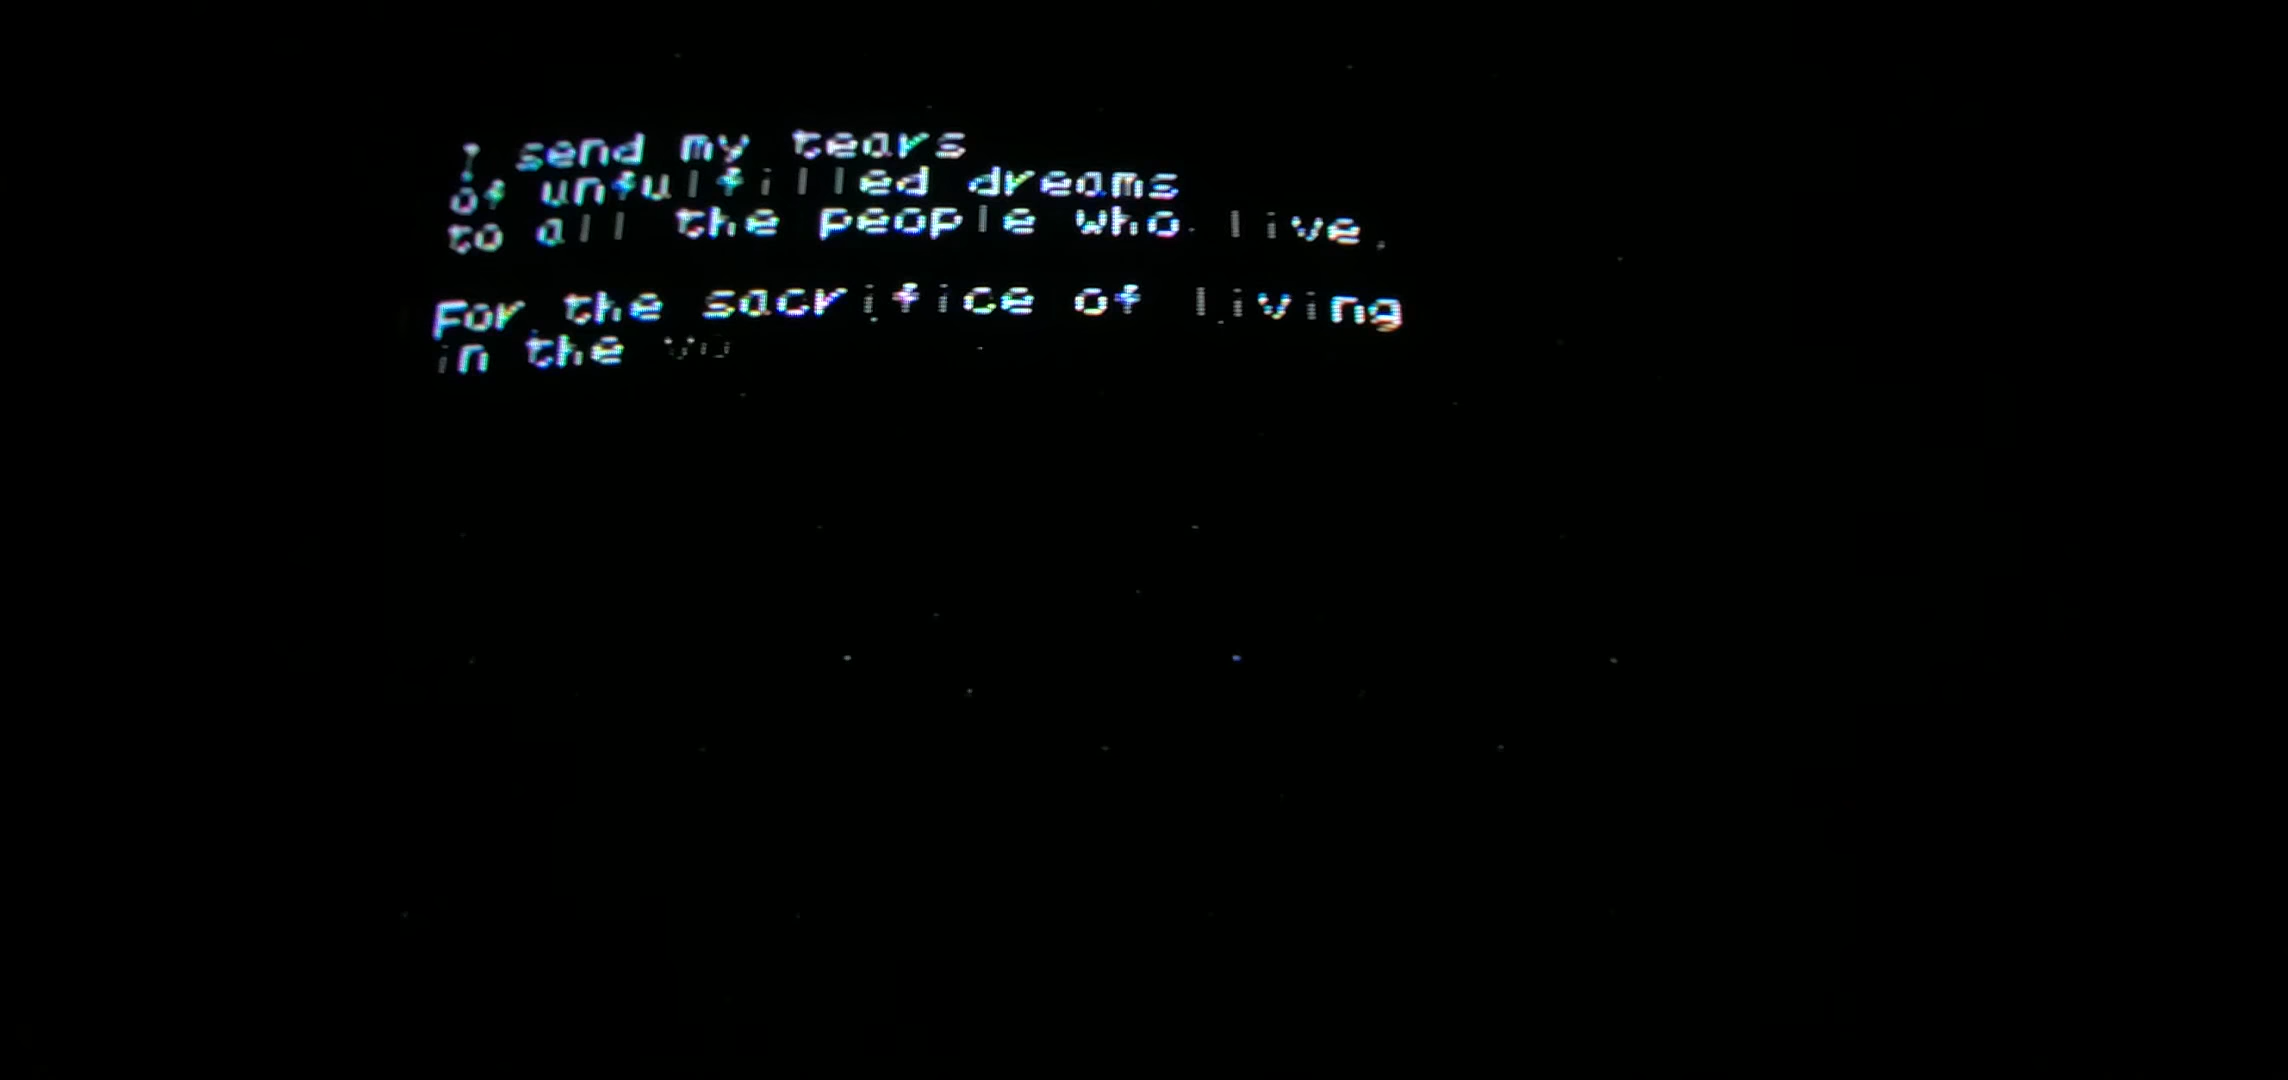 I send my tears
of unfulfilled dreams
to all the people who live.
For the sacrifice of living
in the